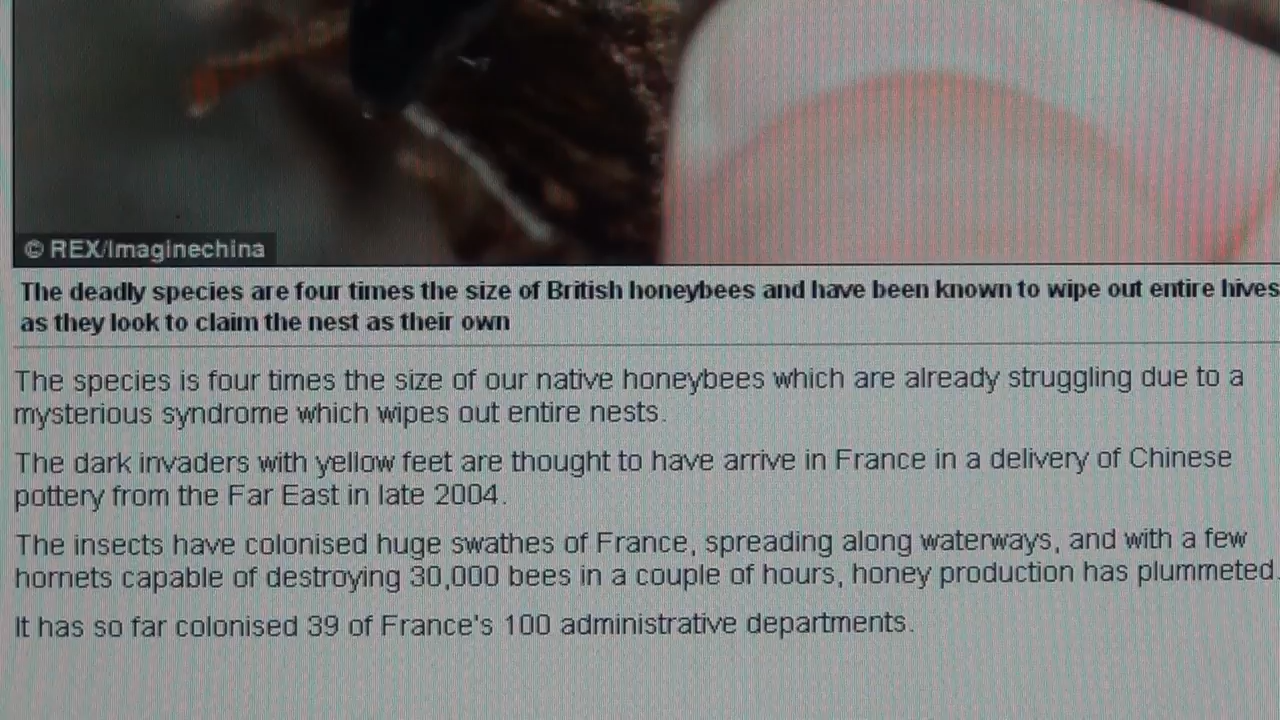 © REX/Imaginechina
The deadly species are four times the size of British honeybees and have been known to wipe out entire hives
as they look to claim the nest as their own
The species is four times the size of our native honeybees which are already struggling due to a
mysterious syndrome which wipes out entire nests.
The dark invaders with yellow feet are thought to have arrive in France in a delivery of Chinese
pottery from the Far East in late 2004.
The insects have colonised huge swathes of France, spreading along waterways, and with a few
hornets capable of destroying 30,000 bees in a couple of hours, honey production has plummeted.
It has so far colonised 39 of France's 100 administrative departments.